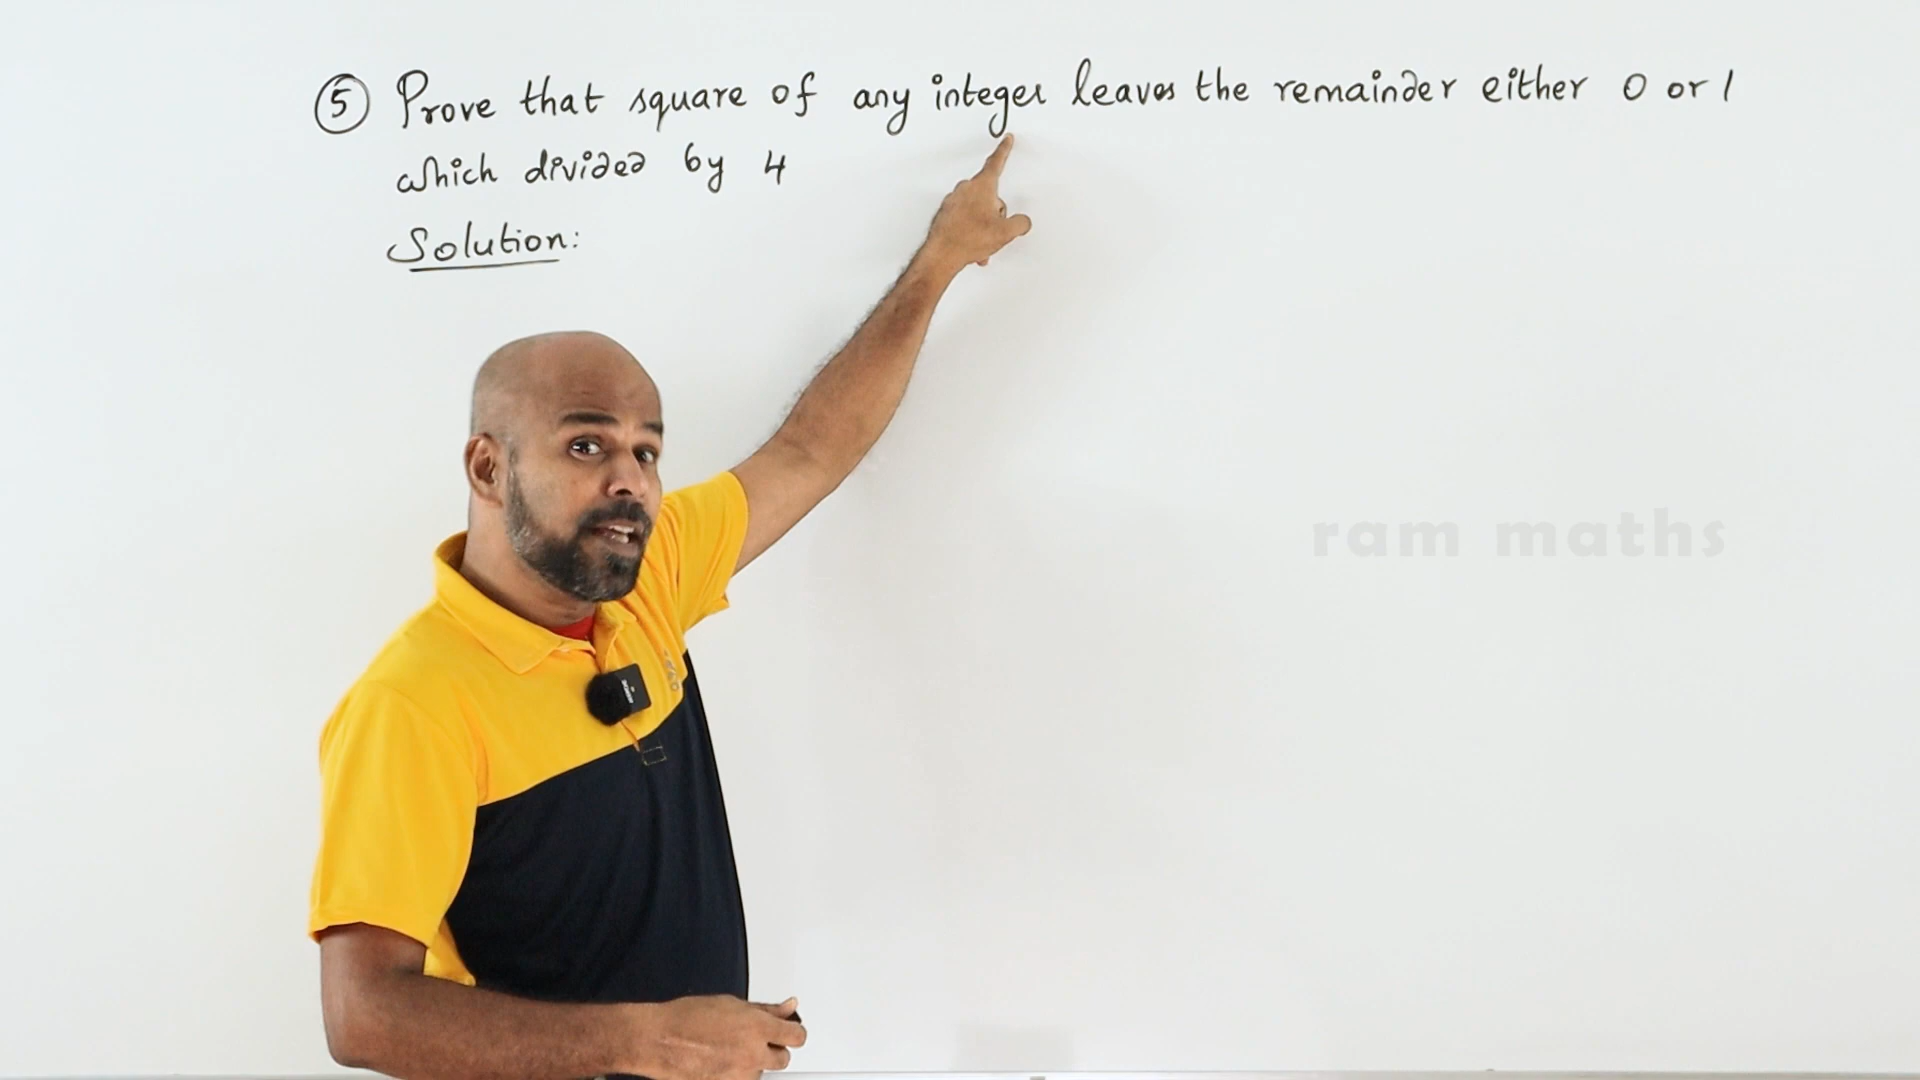 5 Prove that square of any integer leaves the remainder either 0 or 1
which divided by 4
Solution:
ram maths